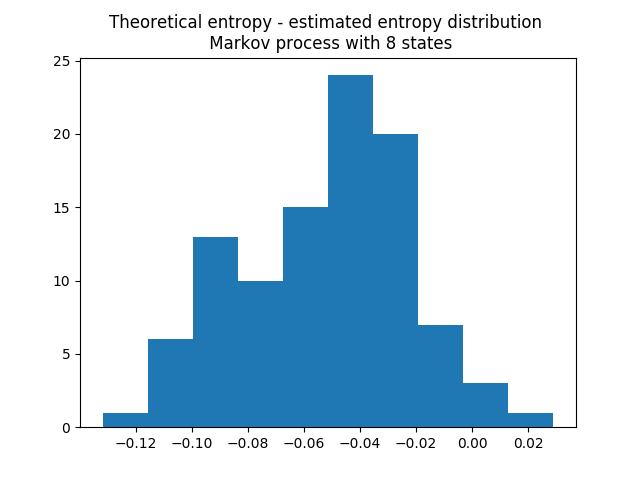 Theoretical entropy - estimated entropy distribution
Markov process with 8 states
25
20
15
10
5
0
−0.12 −0.10 −0.08 −0.06 −0.04 −0.02 0.00 0.02